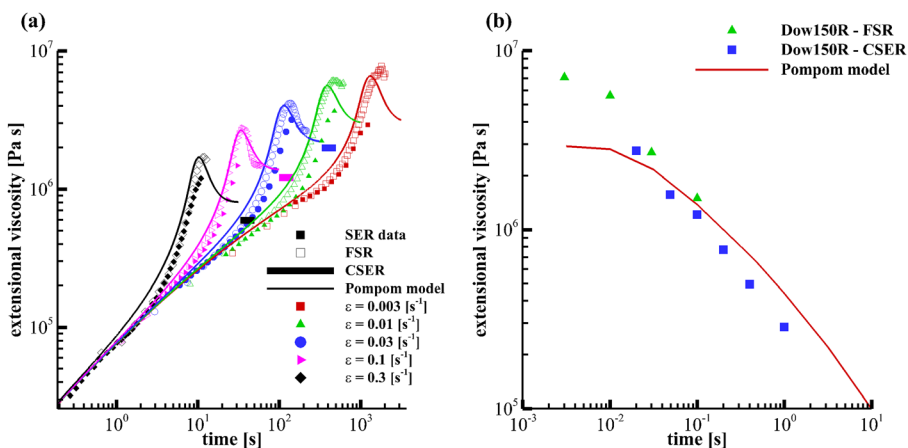 (a)
(b)
10⁷
10⁶
10⁵
extensional viscosity [Pa s]
SER data
FSR
CSER
Pompom model
ε = 0.003 [s⁻¹]
ε = 0.01 [s⁻¹]
ε = 0.03 [s⁻¹]
ε = 0.1 [s⁻¹]
ε = 0.3 [s⁻¹]
10⁰ 10¹ 10² 10³
time [s]
Dow150R - FSR
Dow150R - CSER
Pompom model
10⁷
10⁶
10⁵
extensional viscosity [Pa s]
10⁻³ 10⁻² 10⁻¹ 10⁰ 10¹
time [s]